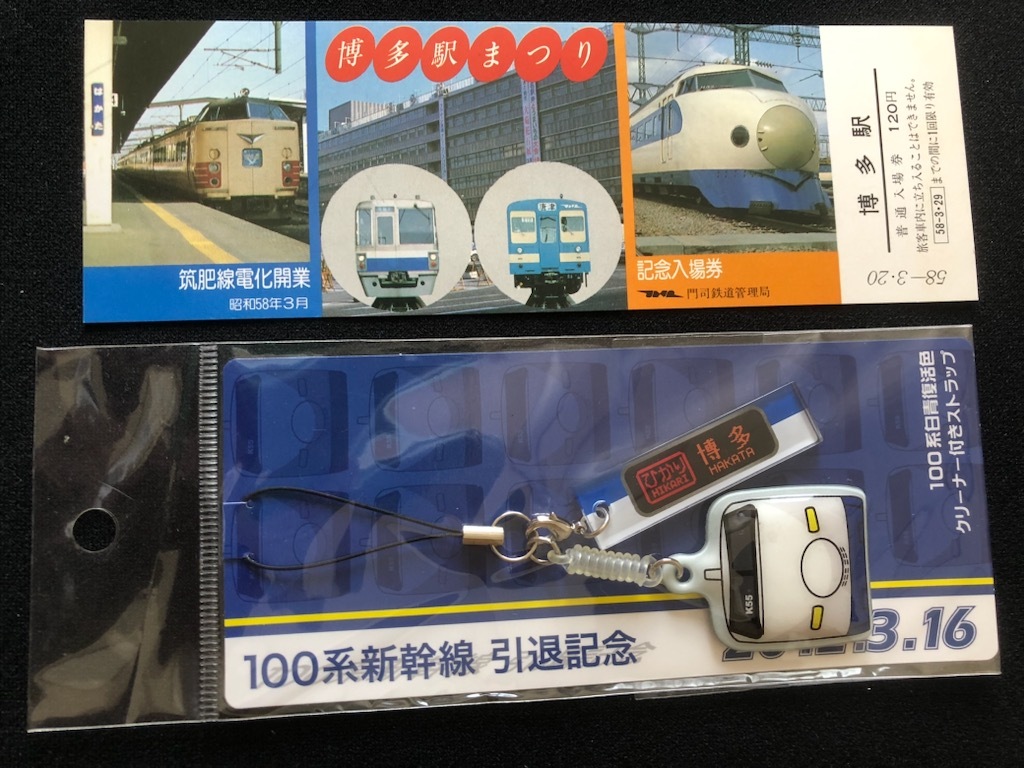 はかた
博多駅まつり
筑肥線電化開業
昭和58年3月
記念入場券
門司鉄道管理局
博多駅
普通入場券 120円
旅客車内に立ち入ることはできません。
58-3-29 までの間に1回限り有効
58-3・20
100系白青復活色
クリーナー付きストラップ
ひかり
HIKARI
博多
HAKATA
K55
100系新幹線 引退記念
3.16